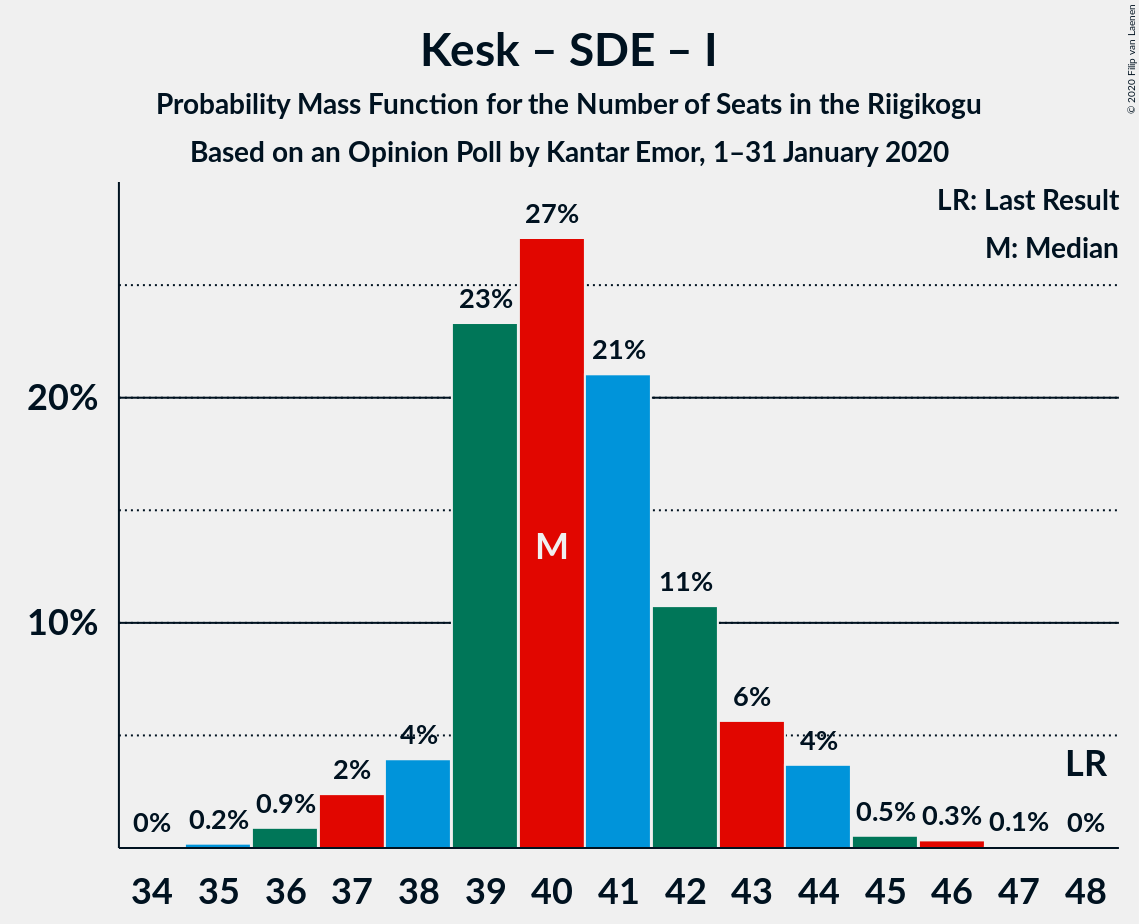 Kesk – SDE – I
Probability Mass Function for the Number of Seats in the Riigikogu
Based on an Opinion Poll by Kantar Emor, 1–31 January 2020
© 2020 Filip van Laenen
LR: Last Result
M: Median
20%
10%
0%
0.2%
0.9%
2%
4%
23%
27%
21%
11%
6%
4%
0.5%
0.3%
0.1%
0%
M
LR
34 35 36 37 38 39 40 41 42 43 44 45 46 47 48